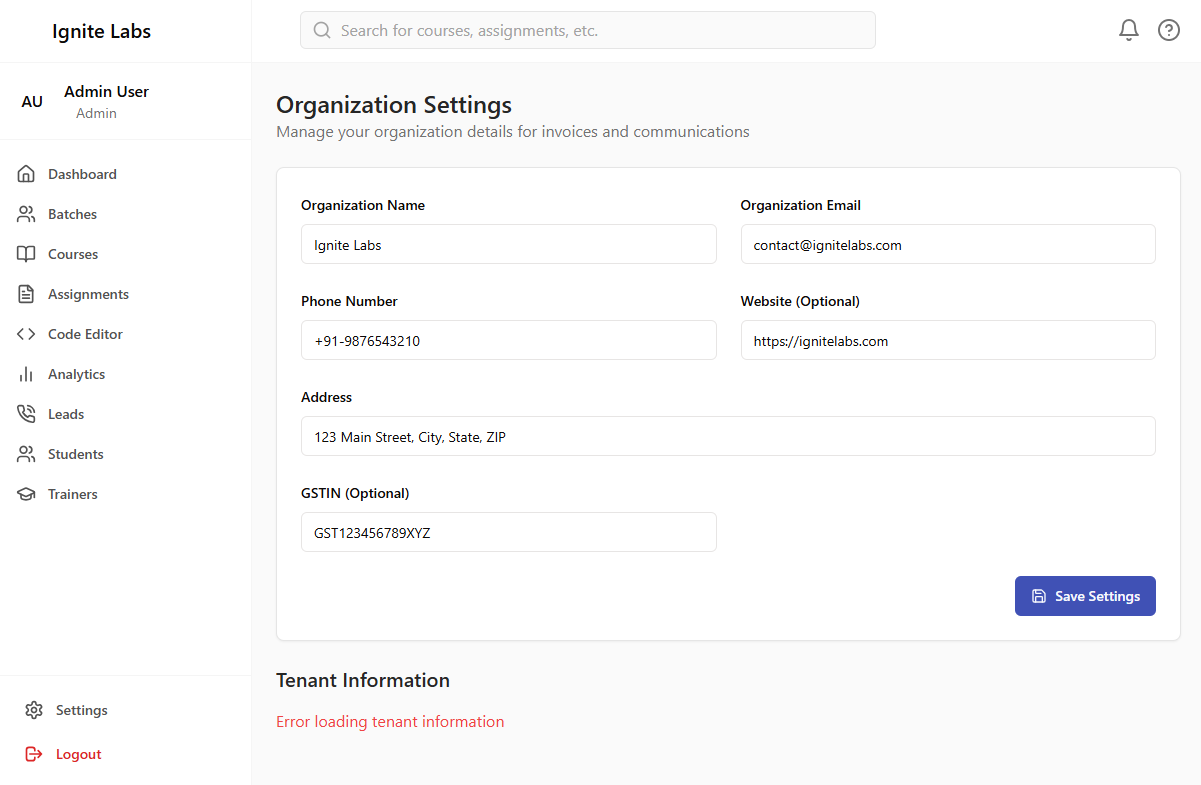 Ignite Labs
Search for courses, assignments, etc.
AU
Admin User
Admin
Dashboard
Batches
Courses
Assignments
Code Editor
Analytics
Leads
Students
Trainers
Settings
Logout
Organization Settings
Manage your organization details for invoices and communications
Organization Name
Organization Email
Ignite Labs
contact@ignitelabs.com
Phone Number
Website (Optional)
+91-9876543210
https://ignitelabs.com
Address
123 Main Street, City, State, ZIP
GSTIN (Optional)
GST123456789XYZ
Save Settings
Tenant Information
Error loading tenant information